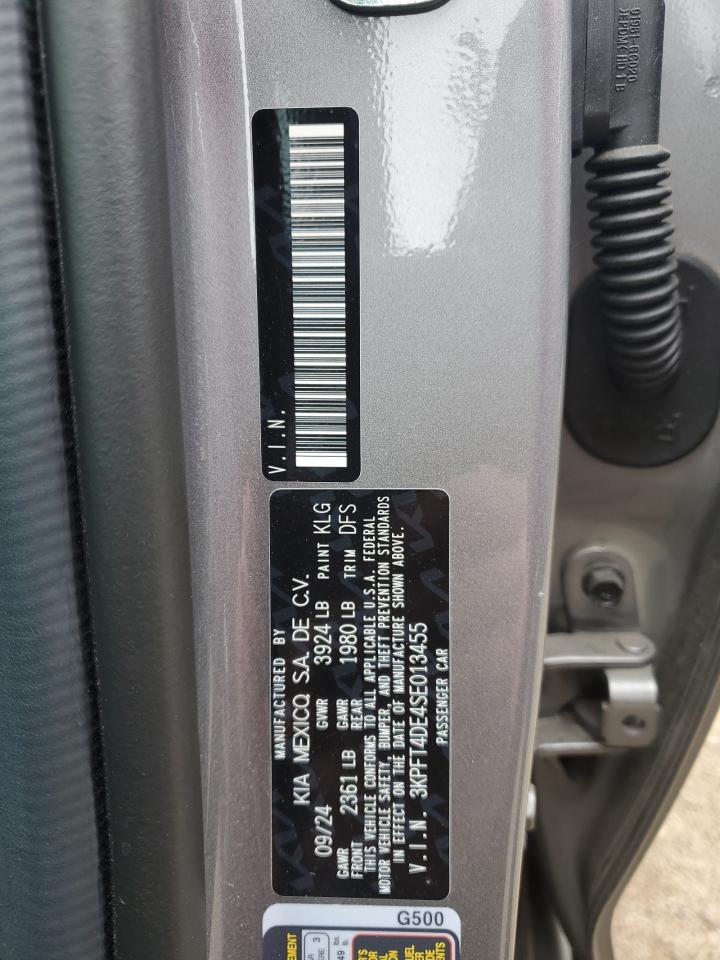 V.I.N.
MANUFACTURED BY
KIA MEXICO, S.A. DE C.V.
09/24 GVWR 3924 LB PAINT KLG
GAWR FRONT 2361 LB GAWR REAR 1980 LB TRIM DFS
THIS VEHICLE CONFORMS TO ALL APPLICABLE U.S.A. FEDERAL
MOTOR VEHICLE SAFETY, BUMPER, AND THEFT PREVENTION STANDARDS
IN EFFECT ON THE DATE OF MANUFACTURE SHOWN ABOVE.
V.I.N. 3KPFT4DE4SE013455
PASSENGER CAR
G500
91981-G6020